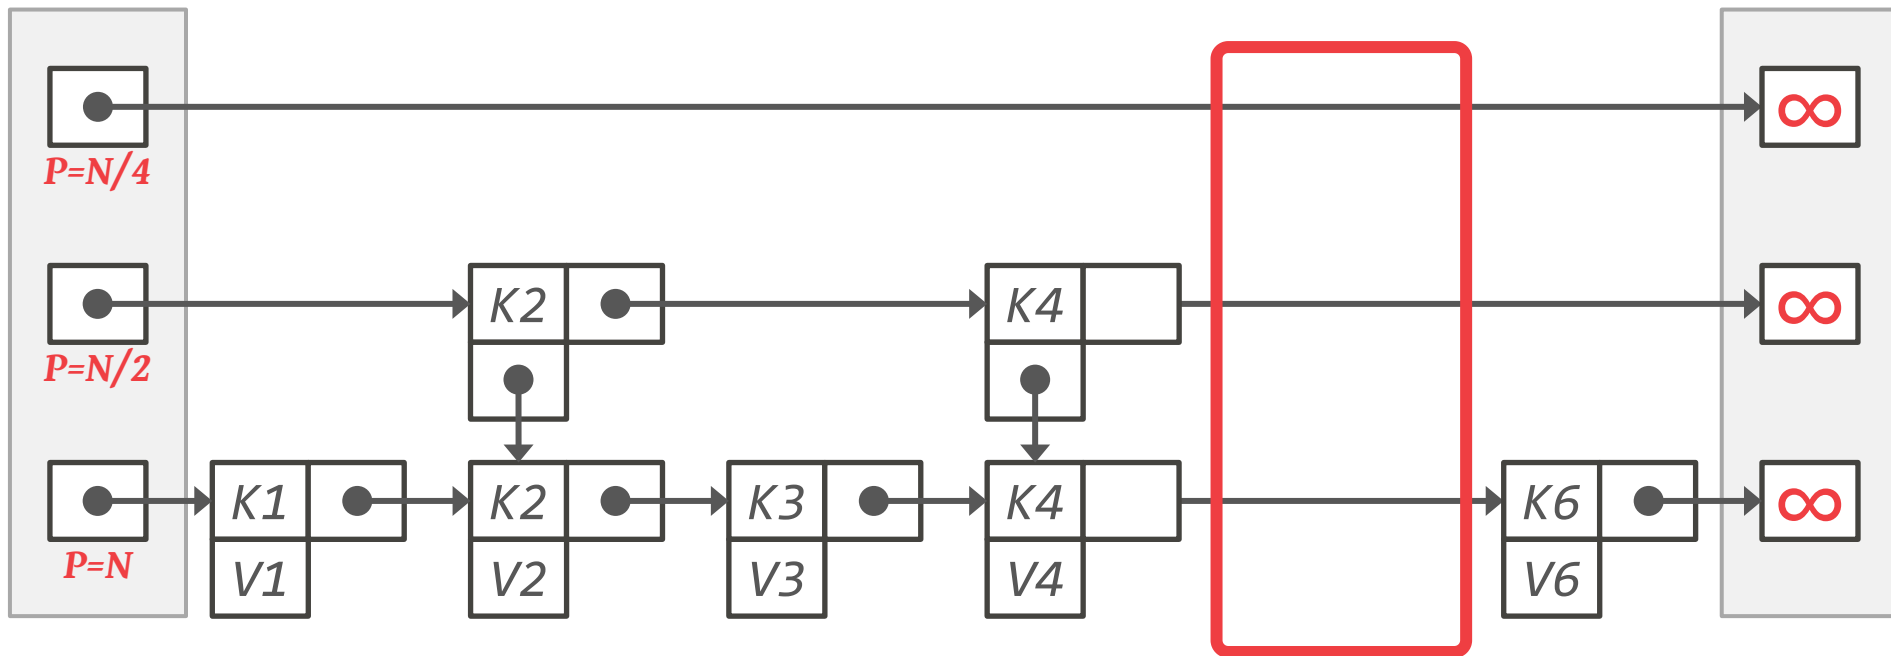 ∞
P=N/4
K2 K4 ∞
P=N/2
K1 K2 K3 K4 K6 ∞
P=N
V1 V2 V3 V4 V6